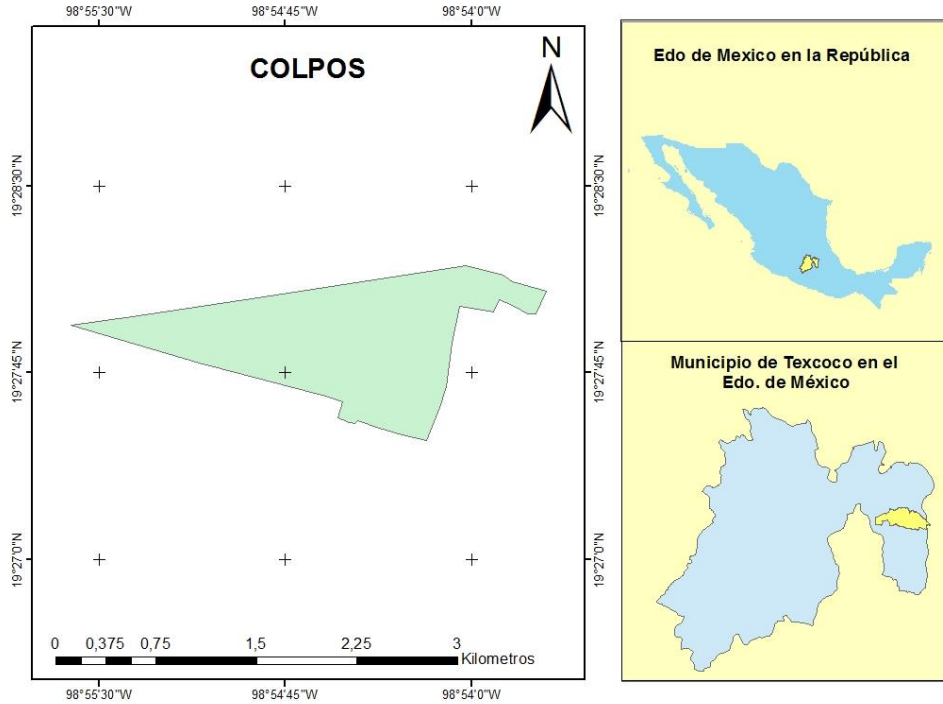 98°55'30"W 98°54'45"W 98°54'0"W
COLPOS
N
19°28'30"N 19°28'30"N
19°27'45"N 19°27'45"N
19°27'0"N 19°27'0"N
0 0,375 0,75 1,5 2,25 3
Kilometros
98°55'30"W 98°54'45"W 98°54'0"W
Edo de Mexico en la República
Municipio de Texcoco en el
Edo. de México